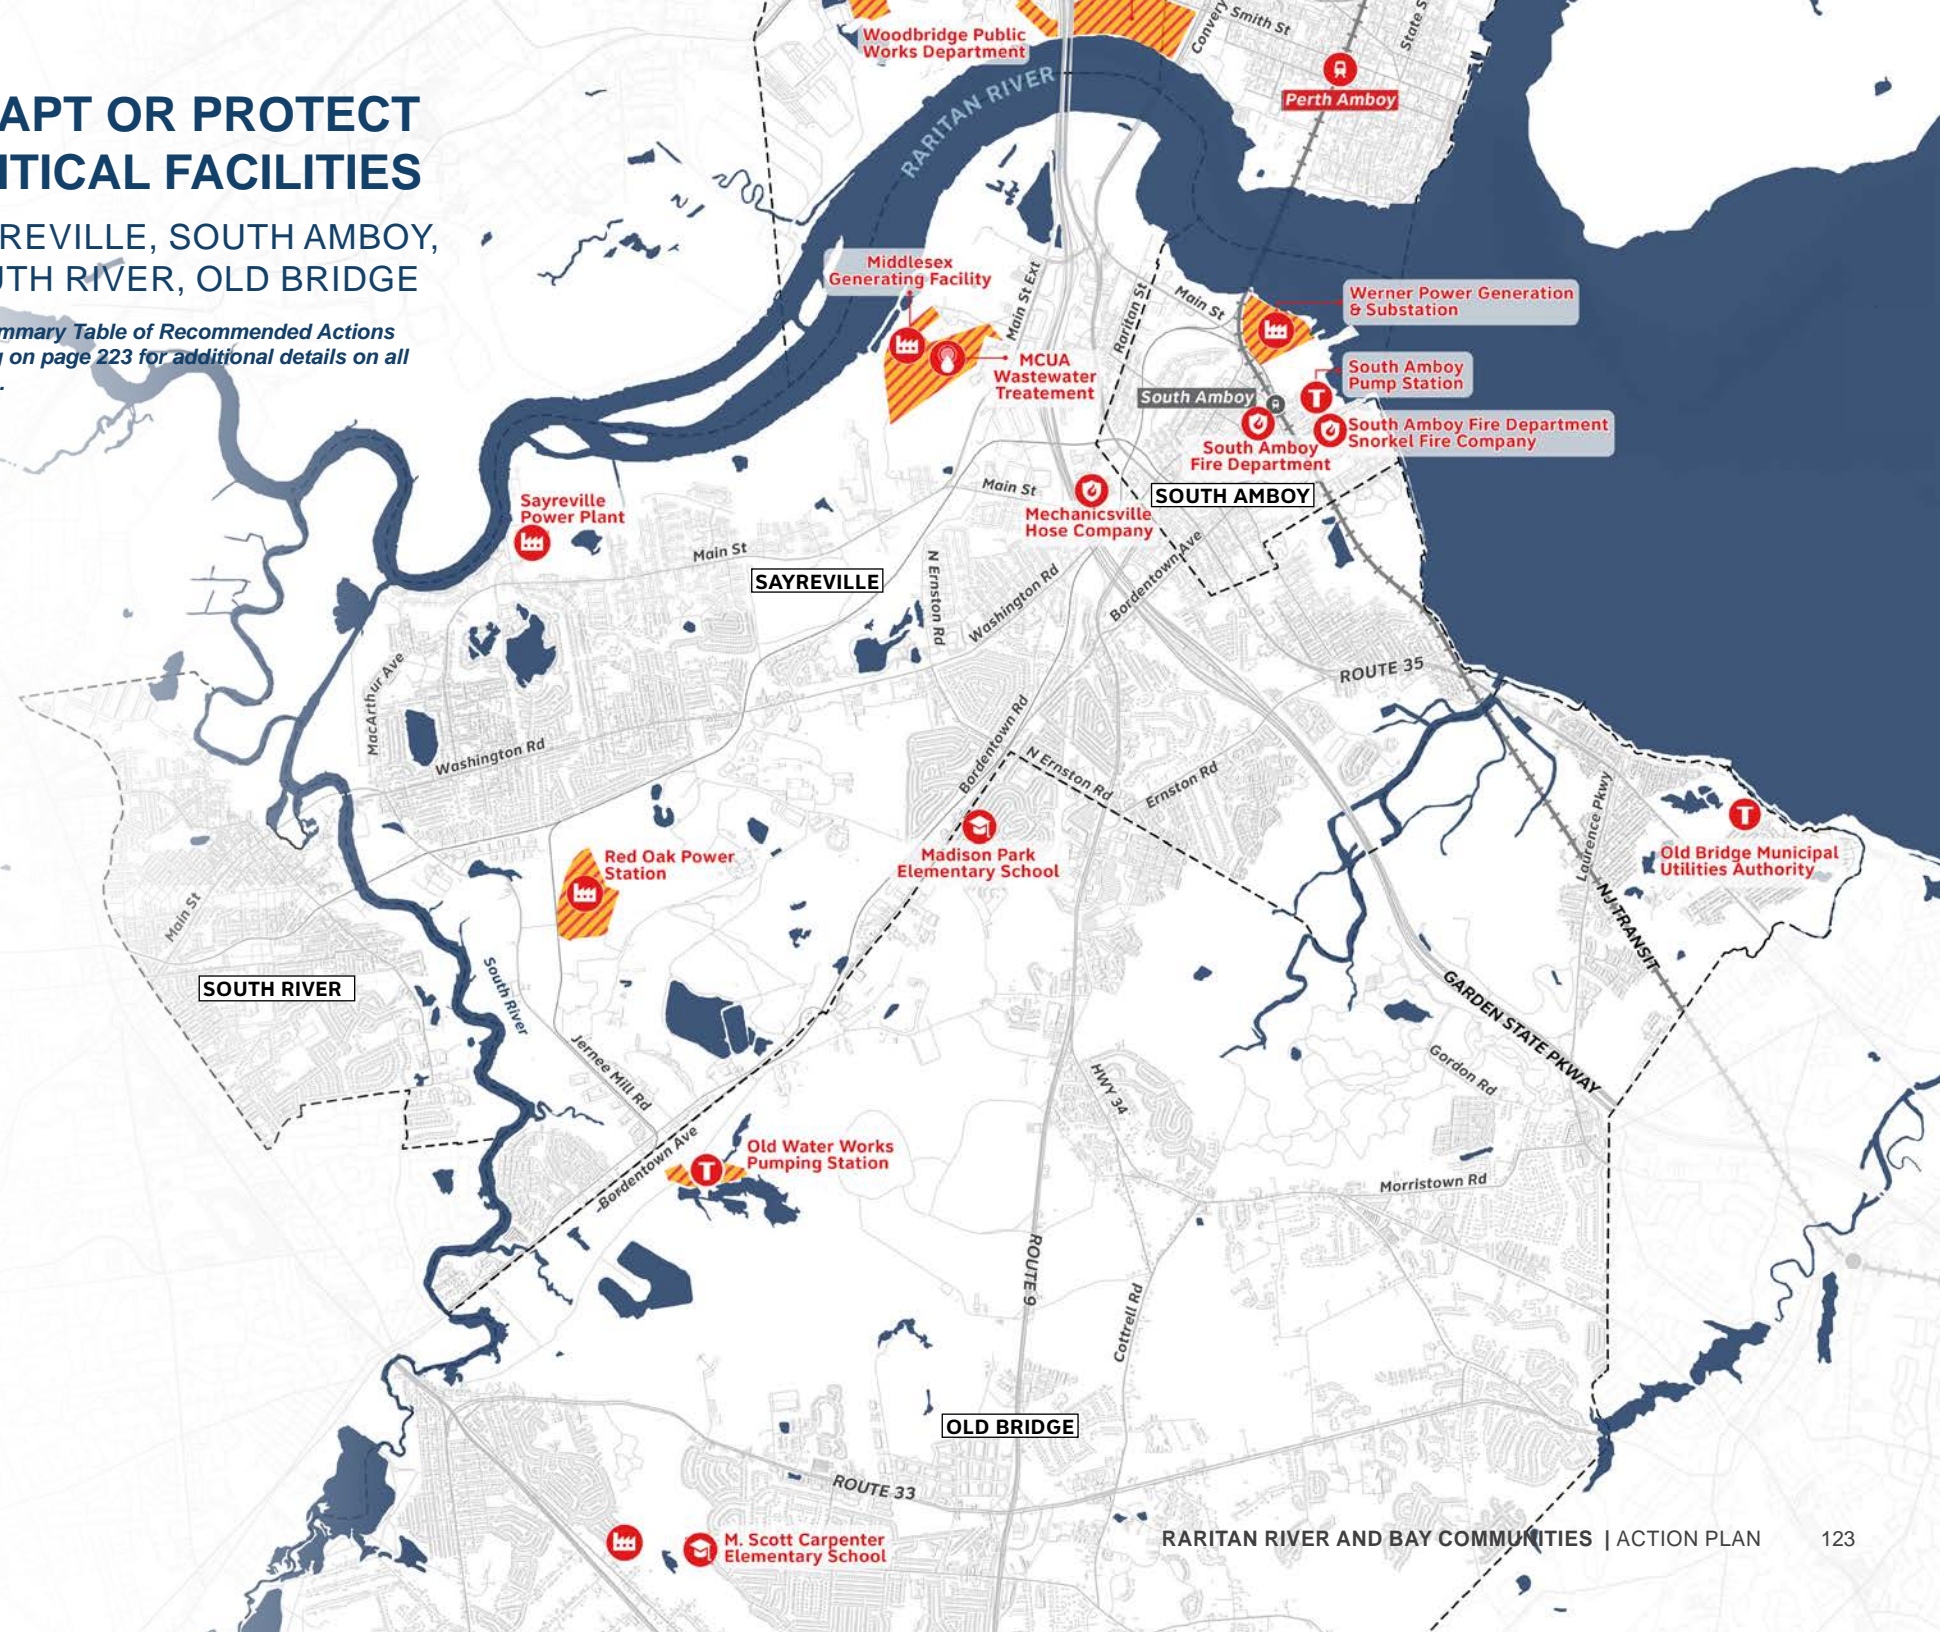 APT OR PROTECT
ITICAL FACILITIES
REVILLE, SOUTH AMBOY,
UTH RIVER, OLD BRIDGE
mmary Table of Recommended Actions
g on page 223 for additional details on all
.
Woodbridge Public
Works Department
RARITAN RIVER
Convery
Smith St
State S
Perth Amboy
Middlesex
Generating Facility
Main St Ext
Raritan St
Main St
Werner Power Generation
& Substation
MCUA
Wastewater
Treatement
South Amboy
South Amboy
Pump Station
South Amboy Fire Department
Snorkel Fire Company
South Amboy
Fire Department
SOUTH AMBOY
Main St
Mechanicsville
Hose Company
Sayreville
Power Plant
Main St
SAYREVILLE
N Ernston Rd
Washington Rd
Bordentown Ave
ROUTE 35
MacArthur Ave
Washington Rd
Bordentown Rd
N Ernston Rd
Ernston Rd
Laurence Pkwy
Old Bridge Municipal
Utilities Authority
Madison Park
Elementary School
Red Oak Power
Station
Main St
NJ TRANSIT
SOUTH RIVER
South River
GARDEN STATE PKWAY
Jernee Mill Rd
Gordon Rd
HWY 34
Bordentown Ave
Old Water Works
Pumping Station
Morristown Rd
ROUTE 9
Cottrell Rd
OLD BRIDGE
ROUTE 33
M. Scott Carpenter
Elementary School
RARITAN RIVER AND BAY COMMUNITIES | ACTION PLAN 123